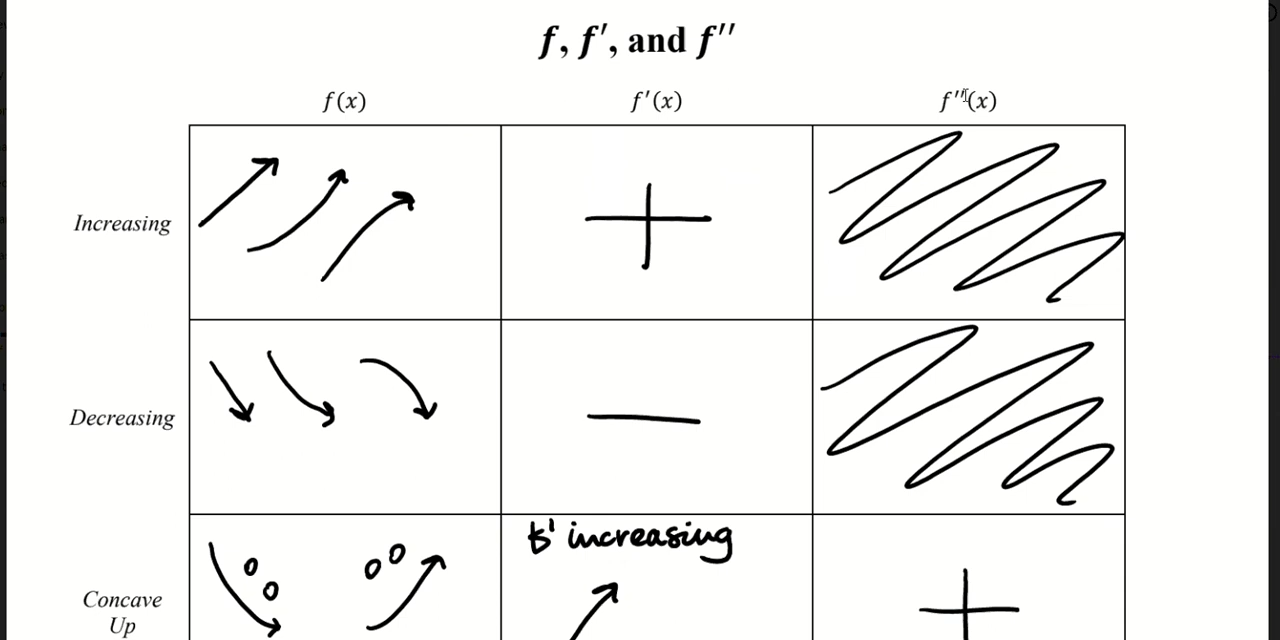 f, f′, and f′′
f(x) f′(x) f′′(x)
Increasing +
Decreasing −
f' increasing
Concave
Up +